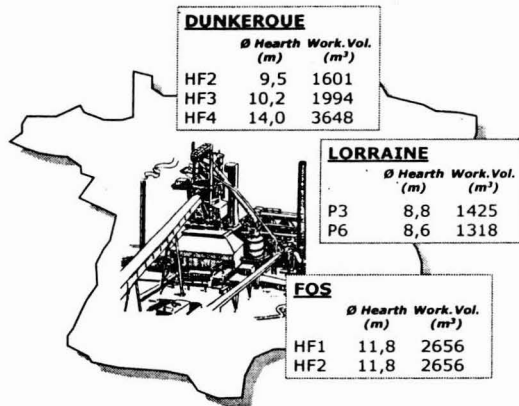 DUNKERQUE
Ø Hearth Work.Vol.
(m) (m³)
HF2 9,5 1601
HF3 10,2 1994
HF4 14,0 3648
LORRAINE
Ø Hearth Work.Vol.
(m) (m³)
P3 8,8 1425
P6 8,6 1318
FOS
Ø Hearth Work.Vol.
(m) (m³)
HF1 11,8 2656
HF2 11,8 2656